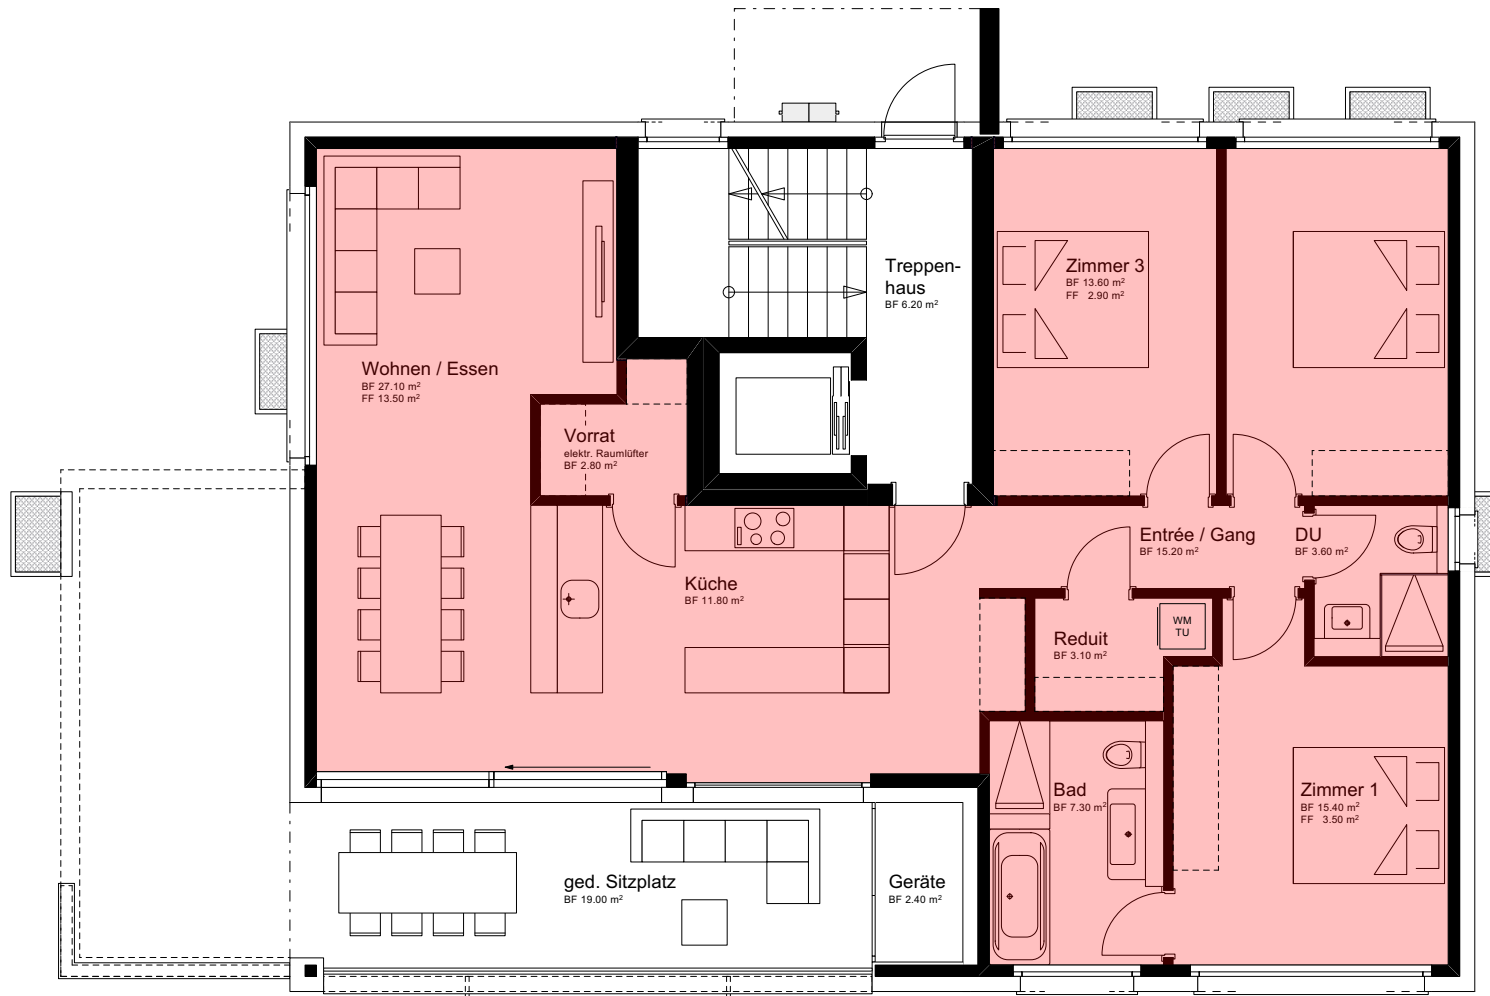 Treppen-
haus
BF 6.20 m²
Zimmer 3
BF 13.60 m²
FF 2.90 m²
Wohnen / Essen
BF 27.10 m²
FF 13.50 m²
Vorrat
elektr. Raumlüfter
BF 2.80 m²
Entrée / Gang
BF 15.20 m²
DU
BF 3.60 m²
Küche
BF 11.80 m²
Reduit
BF 3.10 m²
WM
TU
Bad
BF 7.30 m²
Zimmer 1
BF 15.40 m²
FF 3.50 m²
ged. Sitzplatz
BF 19.00 m²
Geräte
BF 2.40 m²